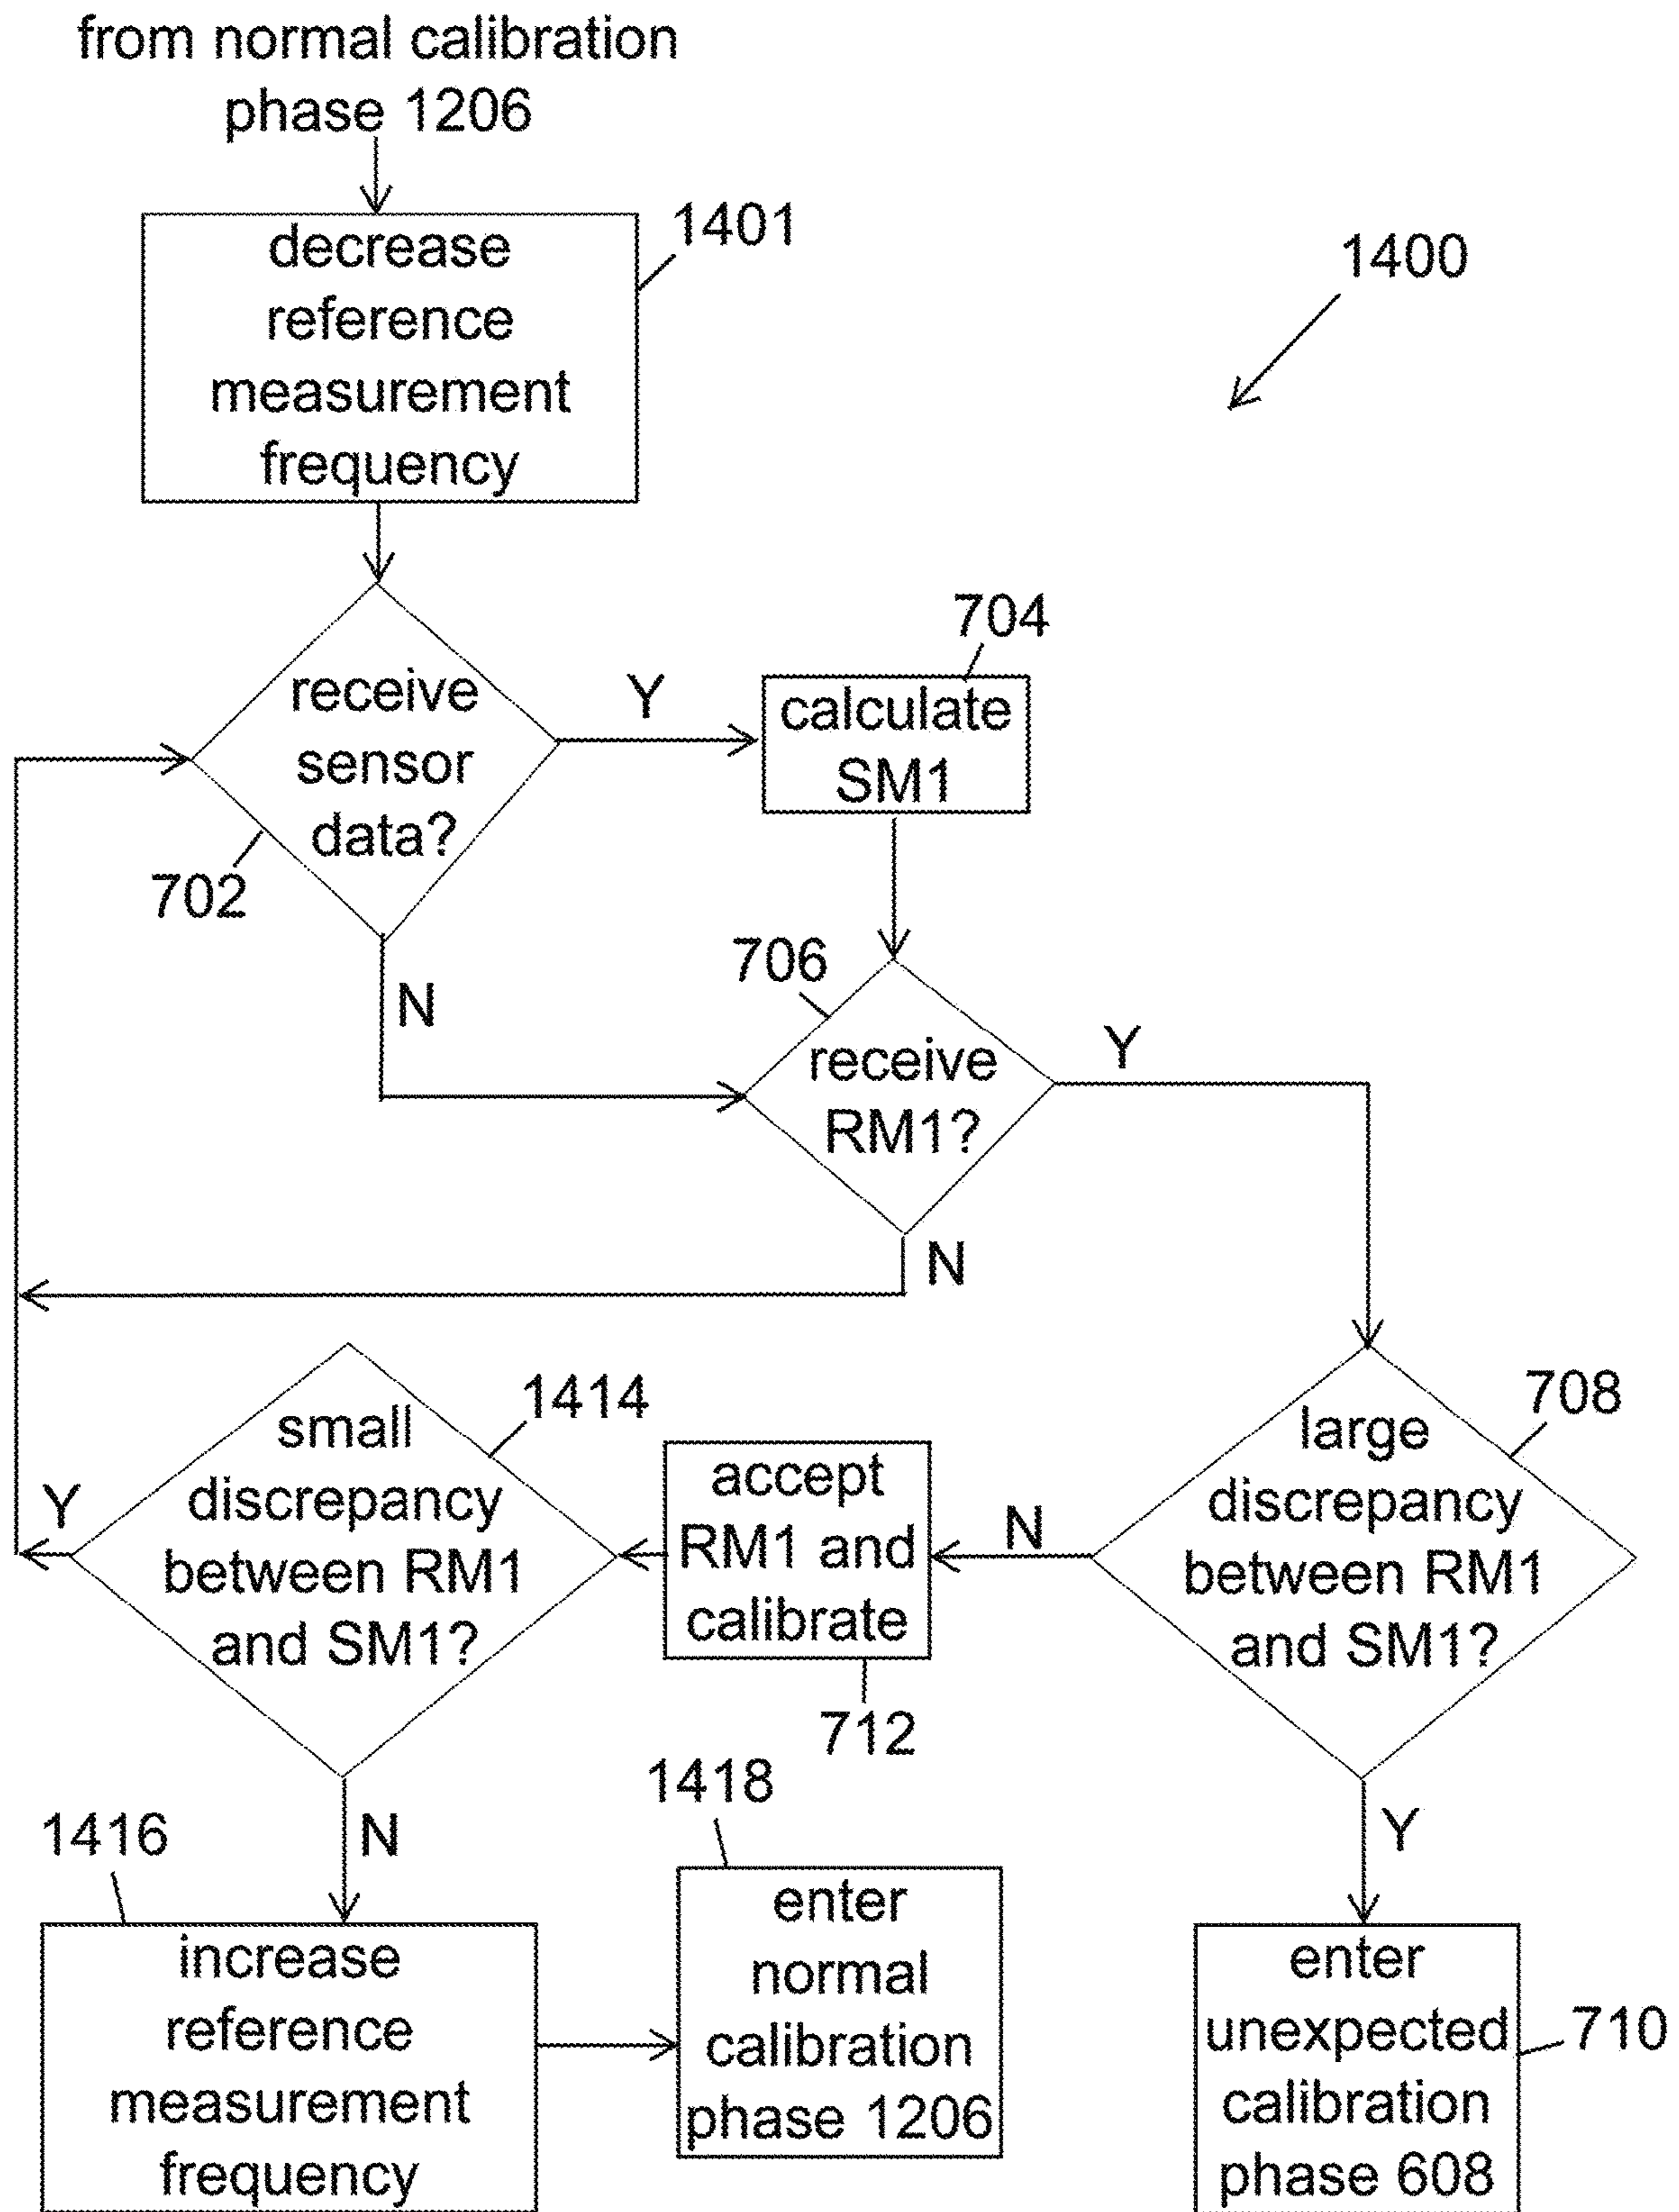 from normal calibration
phase 1206
decrease
reference
measurement
frequency
1401
1400
receive
sensor
data?
702
Y
N
704
calculate
SM1
706
receive
RM1?
Y
N
708
large
discrepancy
between RM1
and SM1?
N
Y
accept
RM1 and
calibrate
712
1414
small
discrepancy
between RM1
and SM1?
Y
N
1416
increase
reference
measurement
frequency
1418
enter
normal
calibration
phase 1206
enter
unexpected
calibration
phase 608
710